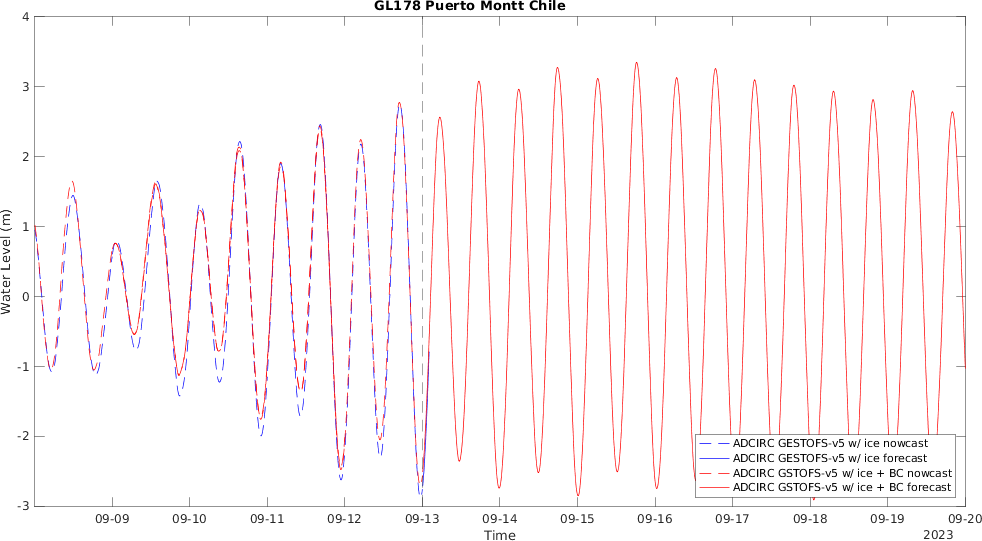 GL178 Puerto Montt Chile
4
3
2
1
0
-1
-2
-3
Water Level (m)
ADCIRC GESTOFS-v5 w/ ice nowcast
ADCIRC GESTOFS-v5 w/ ice forecast
ADCIRC GSTOFS-v5 w/ ice + BC nowcast
ADCIRC GSTOFS-v5 w/ ice + BC forecast
09-09 09-10 09-11 09-12 09-13 09-14 09-15 09-16 09-17 09-18 09-19 09-20
Time
2023